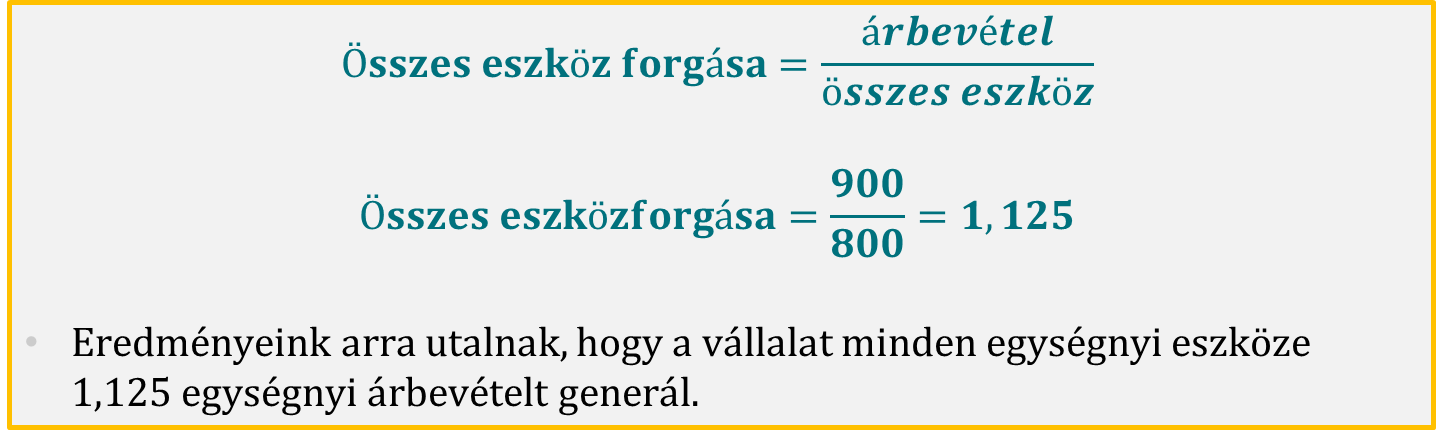 Összes eszköz forgása = árbevétel / összes eszköz
Összes eszközforgása = 900 / 800 = 1,125
• Eredményeink arra utalnak, hogy a vállalat minden egységnyi eszköze
1,125 egységnyi árbevételt generál.